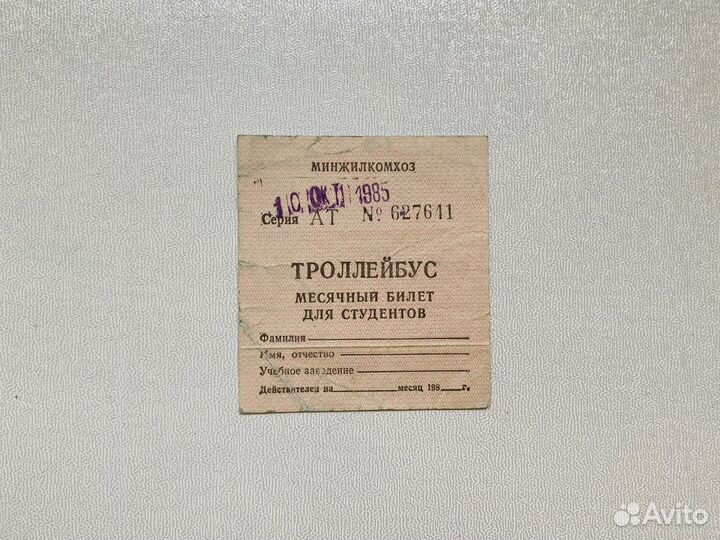 МИНЖИЛКОМХОЗ
10 ОКТ 1985
Серия АТ № 627641
ТРОЛЛЕЙБУС
МЕСЯЧНЫЙ БИЛЕТ
ДЛЯ СТУДЕНТОВ
Фамилия
Имя, отчество
Учебное заведение
Действителен на месяц 198 г.
Avito